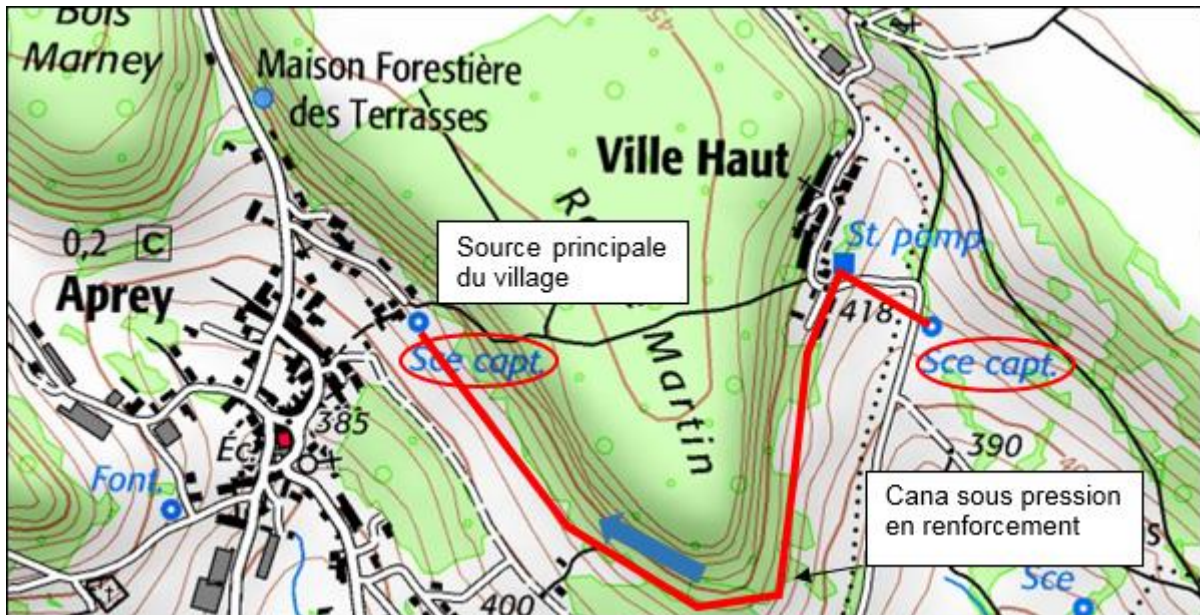 Bois
Marney
Maison Forestière
des Terrasses
Ville Haut
0,2 C
Source principale
du village
St. pomp.
Aprey
418
Sce capt.
Sce capt.
Martin
385
Éc.
390
Font.
Cana sous pression
en renforcement
400
Sce
S